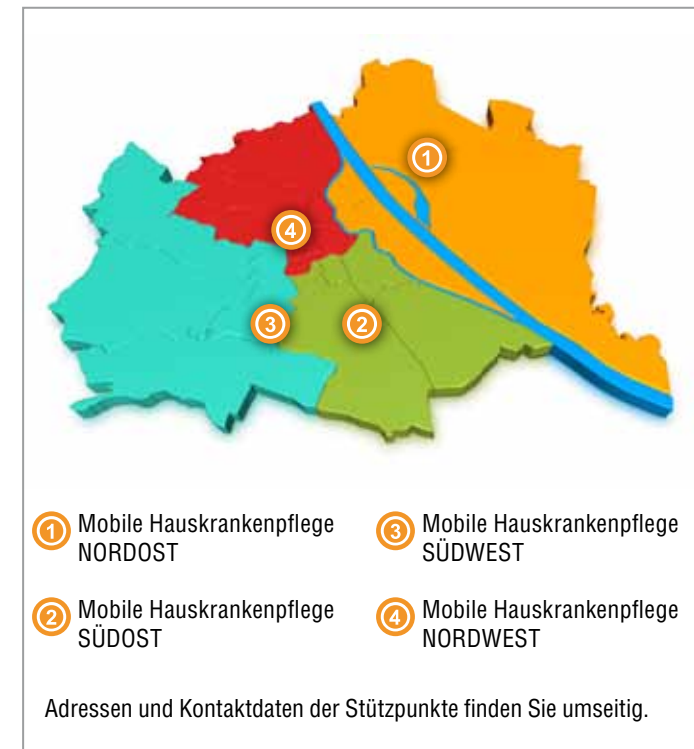 1
4
3
2
1 Mobile Hauskrankenpflege
NORDOST
2 Mobile Hauskrankenpflege
SÜDOST
3 Mobile Hauskrankenpflege
SÜDWEST
4 Mobile Hauskrankenpflege
NORDWEST
Adressen und Kontaktdaten der Stützpunkte finden Sie umseitig.